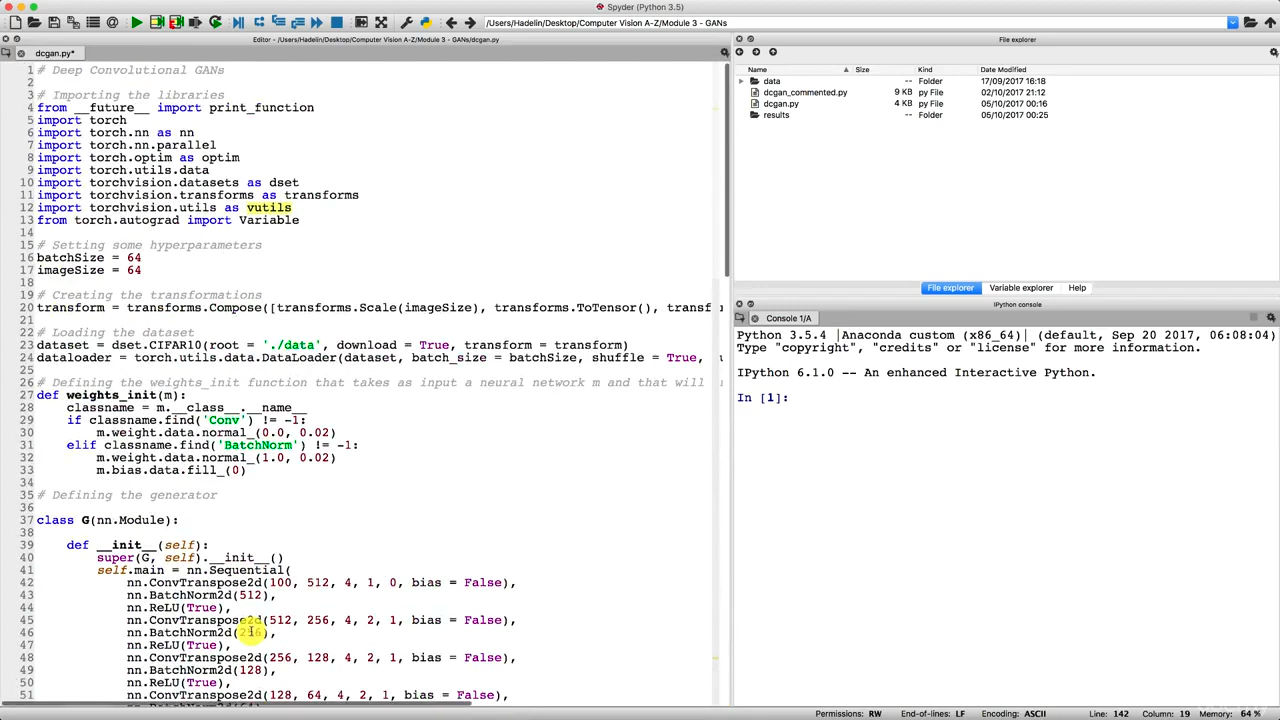 Spyder (Python 3.5)
/Users/Hadelin/Desktop/Computer Vision A-Z/Module 3 - GANs
Editor - /Users/Hadelin/Desktop/Computer Vision A-Z/Module 3 - GANs/dcgan.py
dcgan.py*
1 # Deep Convolutional GANs
2
3 # Importing the libraries
4 from __future__ import print_function
5 import torch
6 import torch.nn as nn
7 import torch.nn.parallel
8 import torch.optim as optim
9 import torch.utils.data
10 import torchvision.datasets as dset
11 import torchvision.transforms as transforms
12 import torchvision.utils as vutils
13 from torch.autograd import Variable
14
15 # Setting some hyperparameters
16 batchSize = 64
17 imageSize = 64
18
19 # Creating the transformations
20 transform = transforms.Compose([transforms.Scale(imageSize), transforms.ToTensor(), transf
21
22 # Loading the dataset
23 dataset = dset.CIFAR10(root = './data', download = True, transform = transform)
24 dataloader = torch.utils.data.DataLoader(dataset, batch_size = batchSize, shuffle = True,
25
26 # Defining the weights_init function that takes as input a neural network m and that will
27 def weights_init(m):
28 classname = m.__class__.__name__
29 if classname.find('Conv') != -1:
30 m.weight.data.normal_(0.0, 0.02)
31 elif classname.find('BatchNorm') != -1:
32 m.weight.data.normal_(1.0, 0.02)
33 m.bias.data.fill_(0)
34
35 # Defining the generator
36
37 class G(nn.Module):
38
39 def __init__(self):
40 super(G, self).__init__()
41 self.main = nn.Sequential(
42 nn.ConvTranspose2d(100, 512, 4, 1, 0, bias = False),
43 nn.BatchNorm2d(512),
44 nn.ReLU(True),
45 nn.ConvTranspose2d(512, 256, 4, 2, 1, bias = False),
46 nn.BatchNorm2d(256),
47 nn.ReLU(True),
48 nn.ConvTranspose2d(256, 128, 4, 2, 1, bias = False),
49 nn.BatchNorm2d(128),
50 nn.ReLU(True),
51 nn.ConvTranspose2d(128, 64, 4, 2, 1, bias = False),
File explorer
Name Size Kind Date Modified
data -- Folder 17/09/2017 16:18
dcgan_commented.py 9 KB py File 02/10/2017 21:12
dcgan.py 4 KB py File 05/10/2017 00:16
results -- Folder 05/10/2017 00:25
File explorer Variable explorer Help
IPython console
Console 1/A
Python 3.5.4 |Anaconda custom (x86_64)| (default, Sep 20 2017, 06:08:04)
Type "copyright", "credits" or "license" for more information.
IPython 6.1.0 -- An enhanced Interactive Python.
In [1]:
Permissions: RW End-of-lines: LF Encoding: ASCII Line: 142 Column: 19 Memory: 64 %